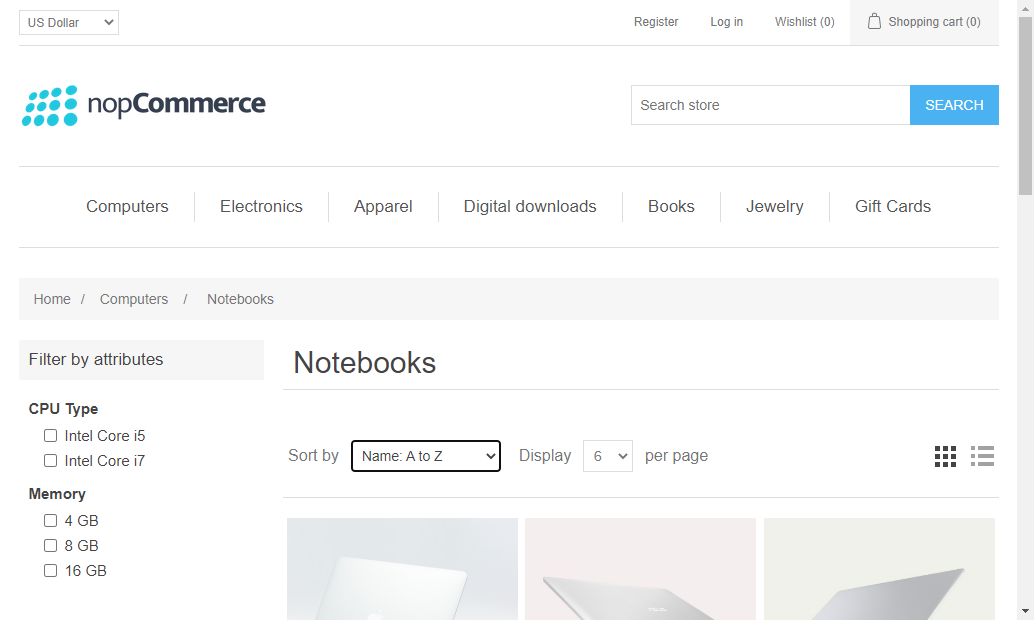 US Dollar
Register
Log in
Wishlist (0)
Shopping cart (0)
nopCommerce
Search store
SEARCH
Computers
Electronics
Apparel
Digital downloads
Books
Jewelry
Gift Cards
Home / Computers / Notebooks
Filter by attributes
CPU Type
Intel Core i5
Intel Core i7
Memory
4 GB
8 GB
16 GB
Notebooks
Sort by Name: A to Z Display 6 per page